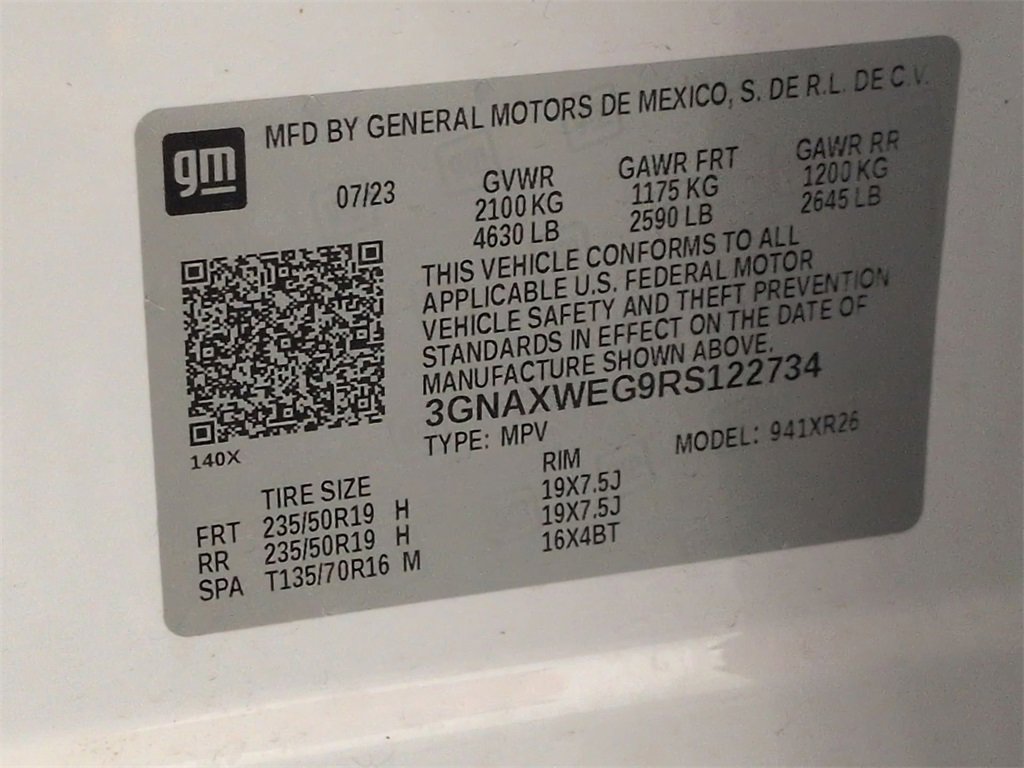 gm
MFD BY GENERAL MOTORS DE MEXICO, S. DE R.L. DE C.V.
07/23
GVWR GAWR FRT GAWR RR
2100 KG 1175 KG 1200 KG
4630 LB 2590 LB 2645 LB
THIS VEHICLE CONFORMS TO ALL
APPLICABLE U.S. FEDERAL MOTOR
VEHICLE SAFETY AND THEFT PREVENTION
STANDARDS IN EFFECT ON THE DATE OF
MANUFACTURE SHOWN ABOVE.
3GNAXWEG9RS122734
TYPE: MPV MODEL: 941XR26
140X
TIRE SIZE RIM
FRT 235/50R19 H 19X7.5J
RR 235/50R19 H 19X7.5J
SPA T135/70R16 M 16X4BT